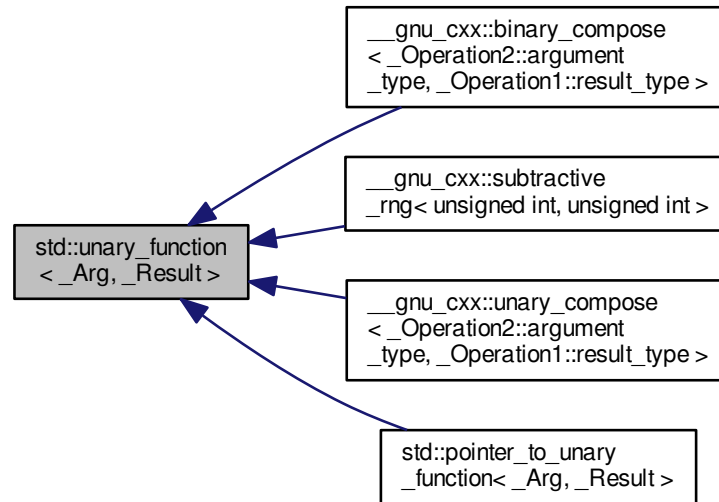 __gnu_cxx::binary_compose
< _Operation2::argument
_type, _Operation1::result_type >
__gnu_cxx::subtractive
_rng< unsigned int, unsigned int >
std::unary_function
< _Arg, _Result >
__gnu_cxx::unary_compose
< _Operation2::argument
_type, _Operation1::result_type >
std::pointer_to_unary
_function< _Arg, _Result >